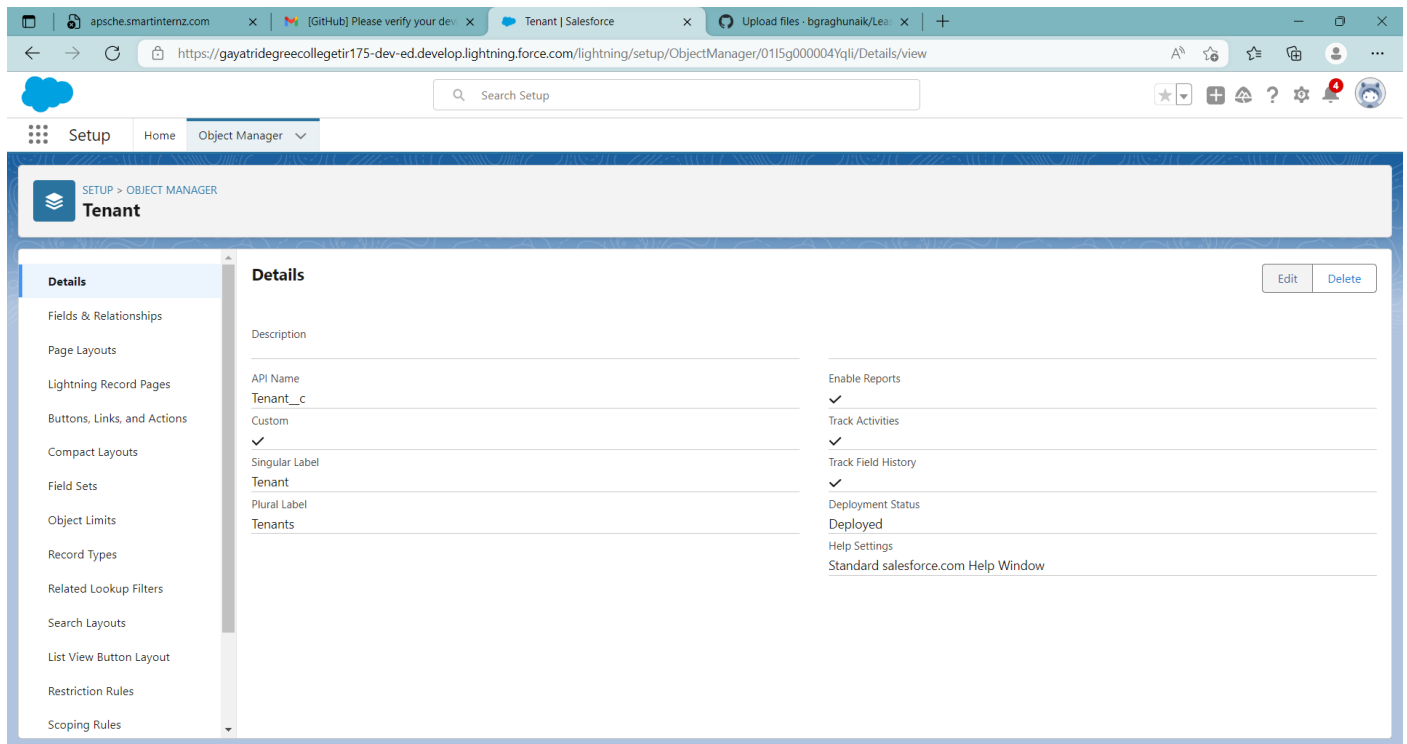 apsche.smartinternz.com
[GitHub] Please verify your dev
Tenant | Salesforce
Upload files · bgraghunaik/Leas
https://gayatridegreecollegetir175-dev-ed.develop.lightning.force.com/lightning/setup/ObjectManager/01I5g000004Yqli/Details/view
Search Setup
4
Setup
Home
Object Manager
SETUP > OBJECT MANAGER
Tenant
Details
Fields & Relationships
Page Layouts
Lightning Record Pages
Buttons, Links, and Actions
Compact Layouts
Field Sets
Object Limits
Record Types
Related Lookup Filters
Search Layouts
List View Button Layout
Restriction Rules
Scoping Rules
Details
Edit
Delete
Description
API Name
Tenant__c
Custom
Singular Label
Tenant
Plural Label
Tenants
Enable Reports
Track Activities
Track Field History
Deployment Status
Deployed
Help Settings
Standard salesforce.com Help Window